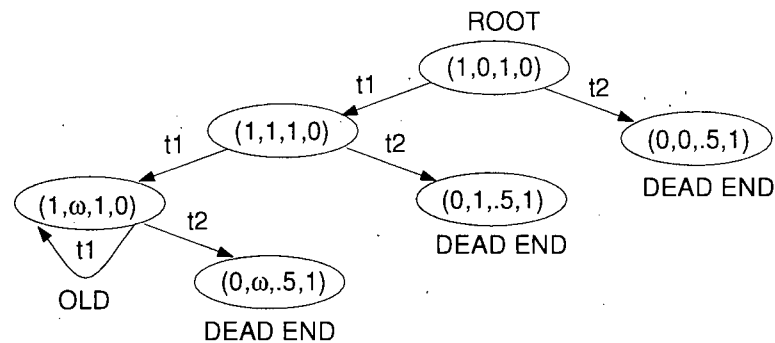 ROOT
(1,0,1,0)
t1
t2
(1,1,1,0)
(0,0,.5,1)
t1
t2
DEAD END
(1,ω,1,0)
(0,1,.5,1)
t1
t2
DEAD END
OLD
(0,ω,.5,1)
DEAD END